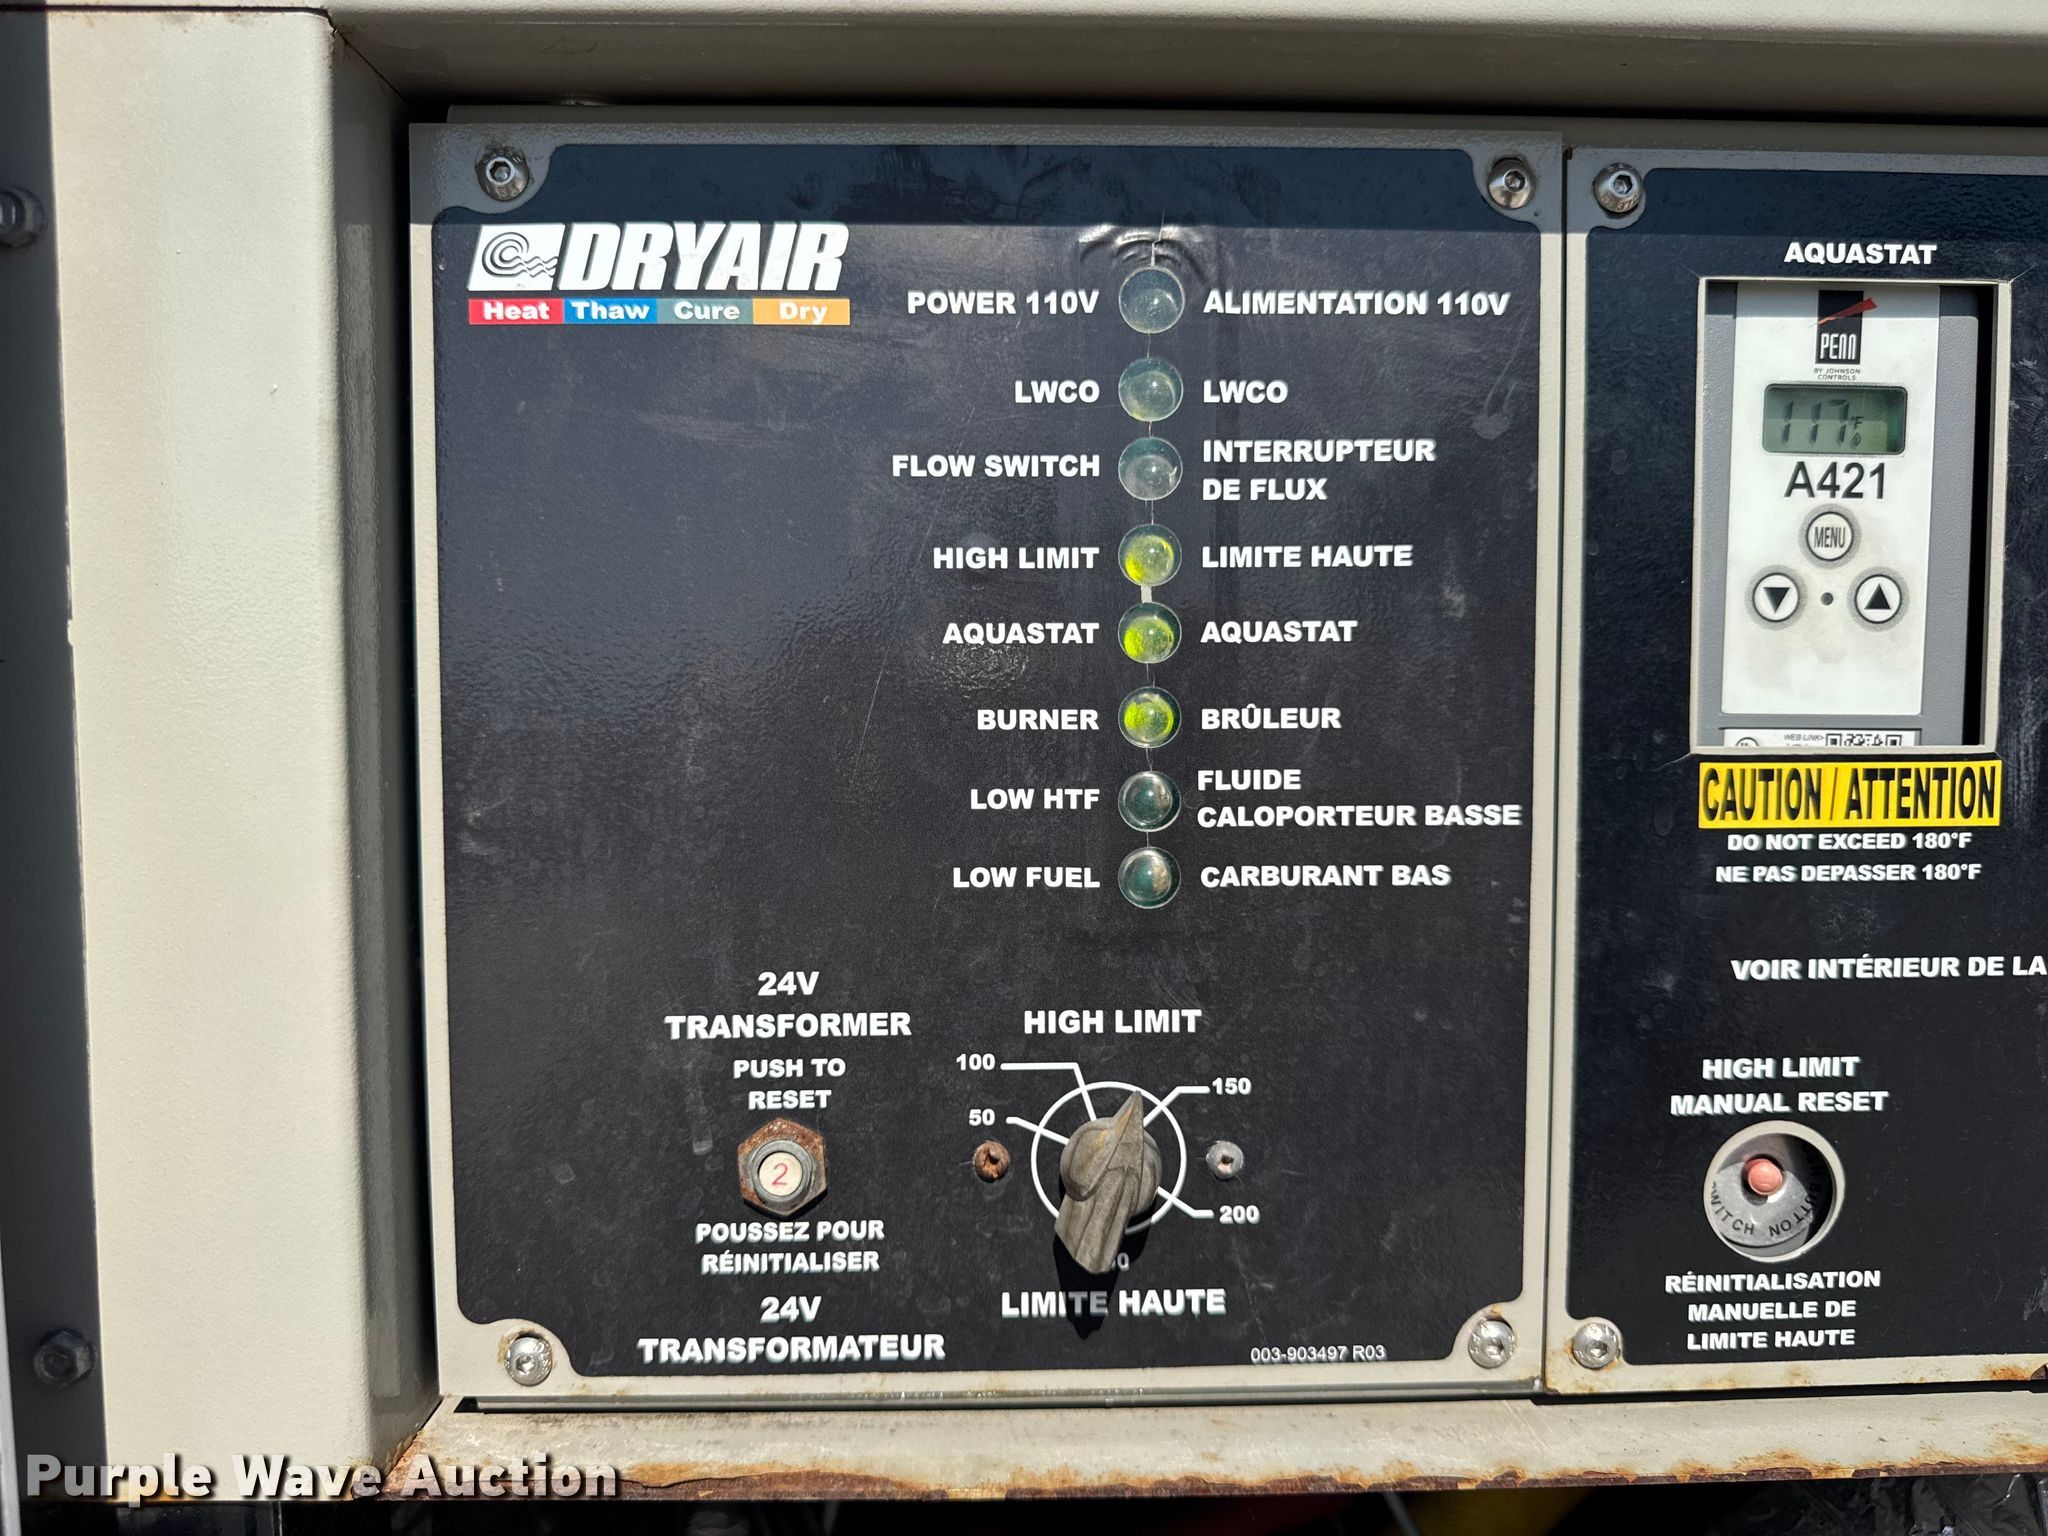 DRYAIR
Heat Thaw Cure Dry
POWER 110V ALIMENTATION 110V
LWCO LWCO
FLOW SWITCH INTERRUPTEUR
DE FLUX
HIGH LIMIT LIMITE HAUTE
AQUASTAT AQUASTAT
BURNER BRÛLEUR
LOW HTF FLUIDE
CALOPORTEUR BASSE
LOW FUEL CARBURANT BAS
24V
TRANSFORMER
PUSH TO
RESET
2
POUSSEZ POUR
RÉINITIALISER
24V
TRANSFORMATEUR
HIGH LIMIT
100
150
50
200
LIMITE HAUTE
003-903497 R03
AQUASTAT
PENN
BY JOHNSON
CONTROLS
117°F
A421
MENU
WEB LINK>
CAUTION / ATTENTION
DO NOT EXCEED 180°F
NE PAS DEPASSER 180°F
VOIR INTÉRIEUR DE LA
HIGH LIMIT
MANUAL RESET
BUTTON
RÉINITIALISATION
MANUELLE DE
LIMITE HAUTE
Purple Wave Auction